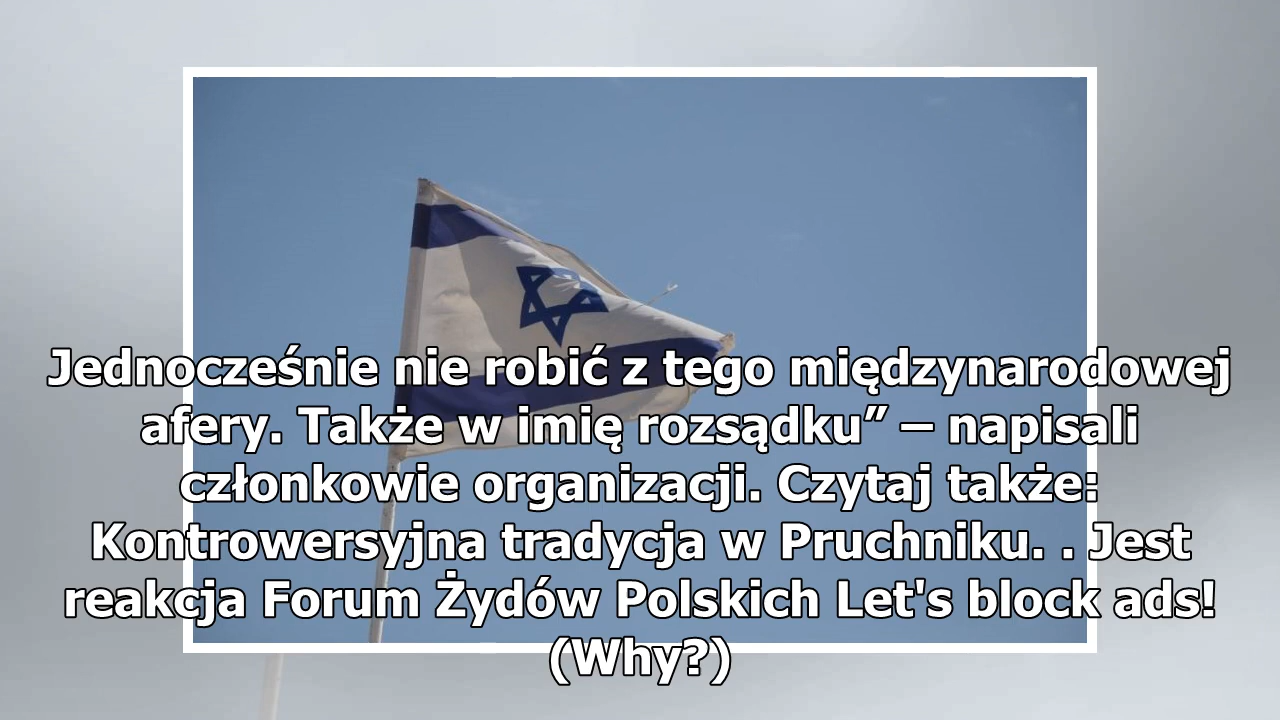 Jednocześnie nie robić z tego międzynarodowej
afery. Także w imię rozsądku” – napisali
członkowie organizacji. Czytaj także:
Kontrowersyjna tradycja w Pruchniku. . Jest
reakcja Forum Żydów Polskich Let's block ads!
(Why?)